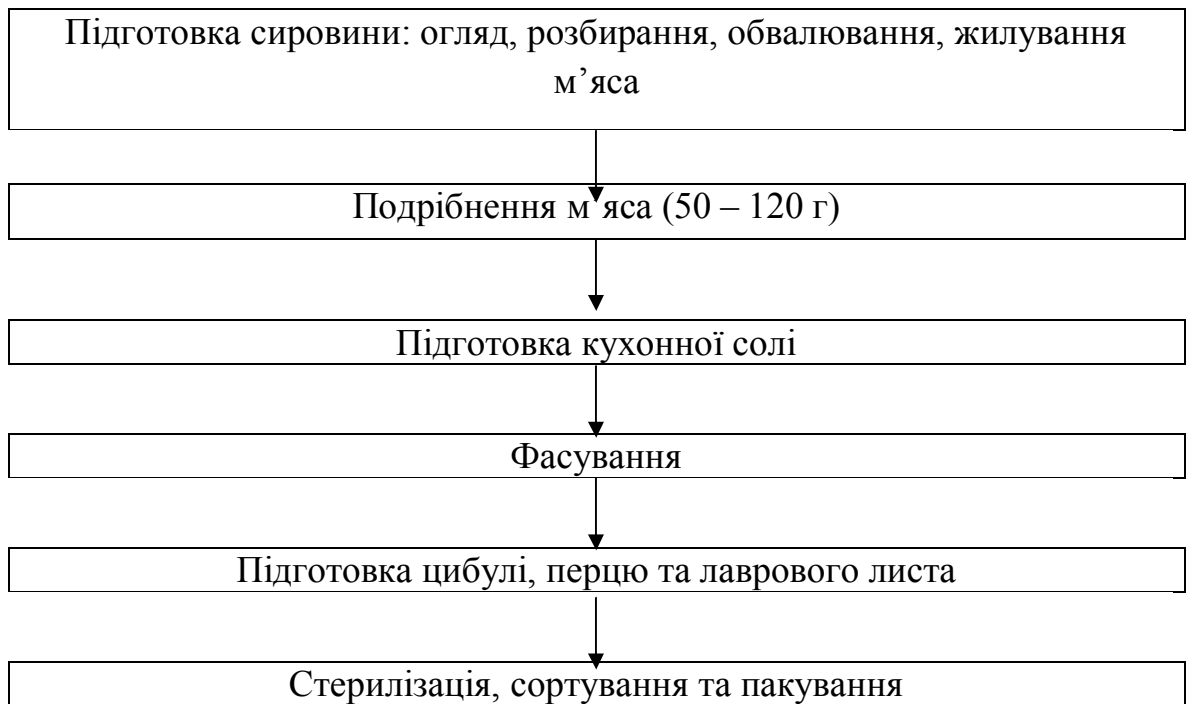 Підготовка сировини: огляд, розбирання, обвалювання, жилування
м’яса
Подрібнення м’яса (50 – 120 г)
Підготовка кухонної солі
Фасування
Підготовка цибулі, перцю та лаврового листа
Стерилізація, сортування та пакування